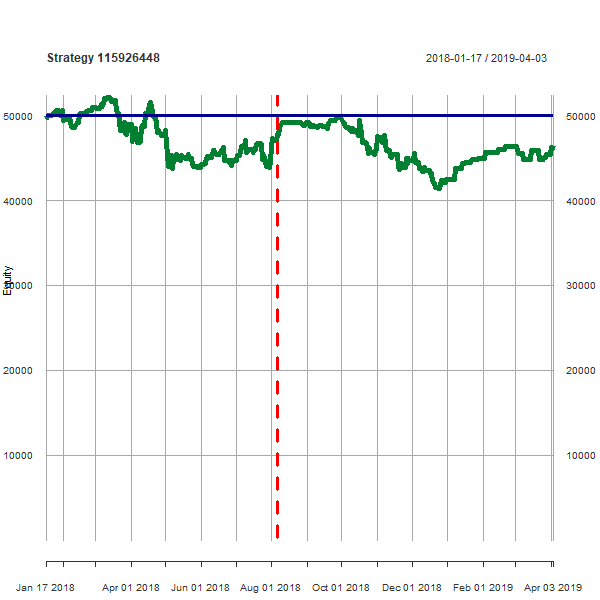 Strategy 115926448
2018-01-17 / 2019-04-03
50000 50000
40000 40000
Equity
30000 30000
20000 20000
10000 10000
Jan 17 2018 Apr 01 2018 Jun 01 2018 Aug 01 2018 Oct 01 2018 Dec 01 2018 Feb 01 2019 Apr 03 2019